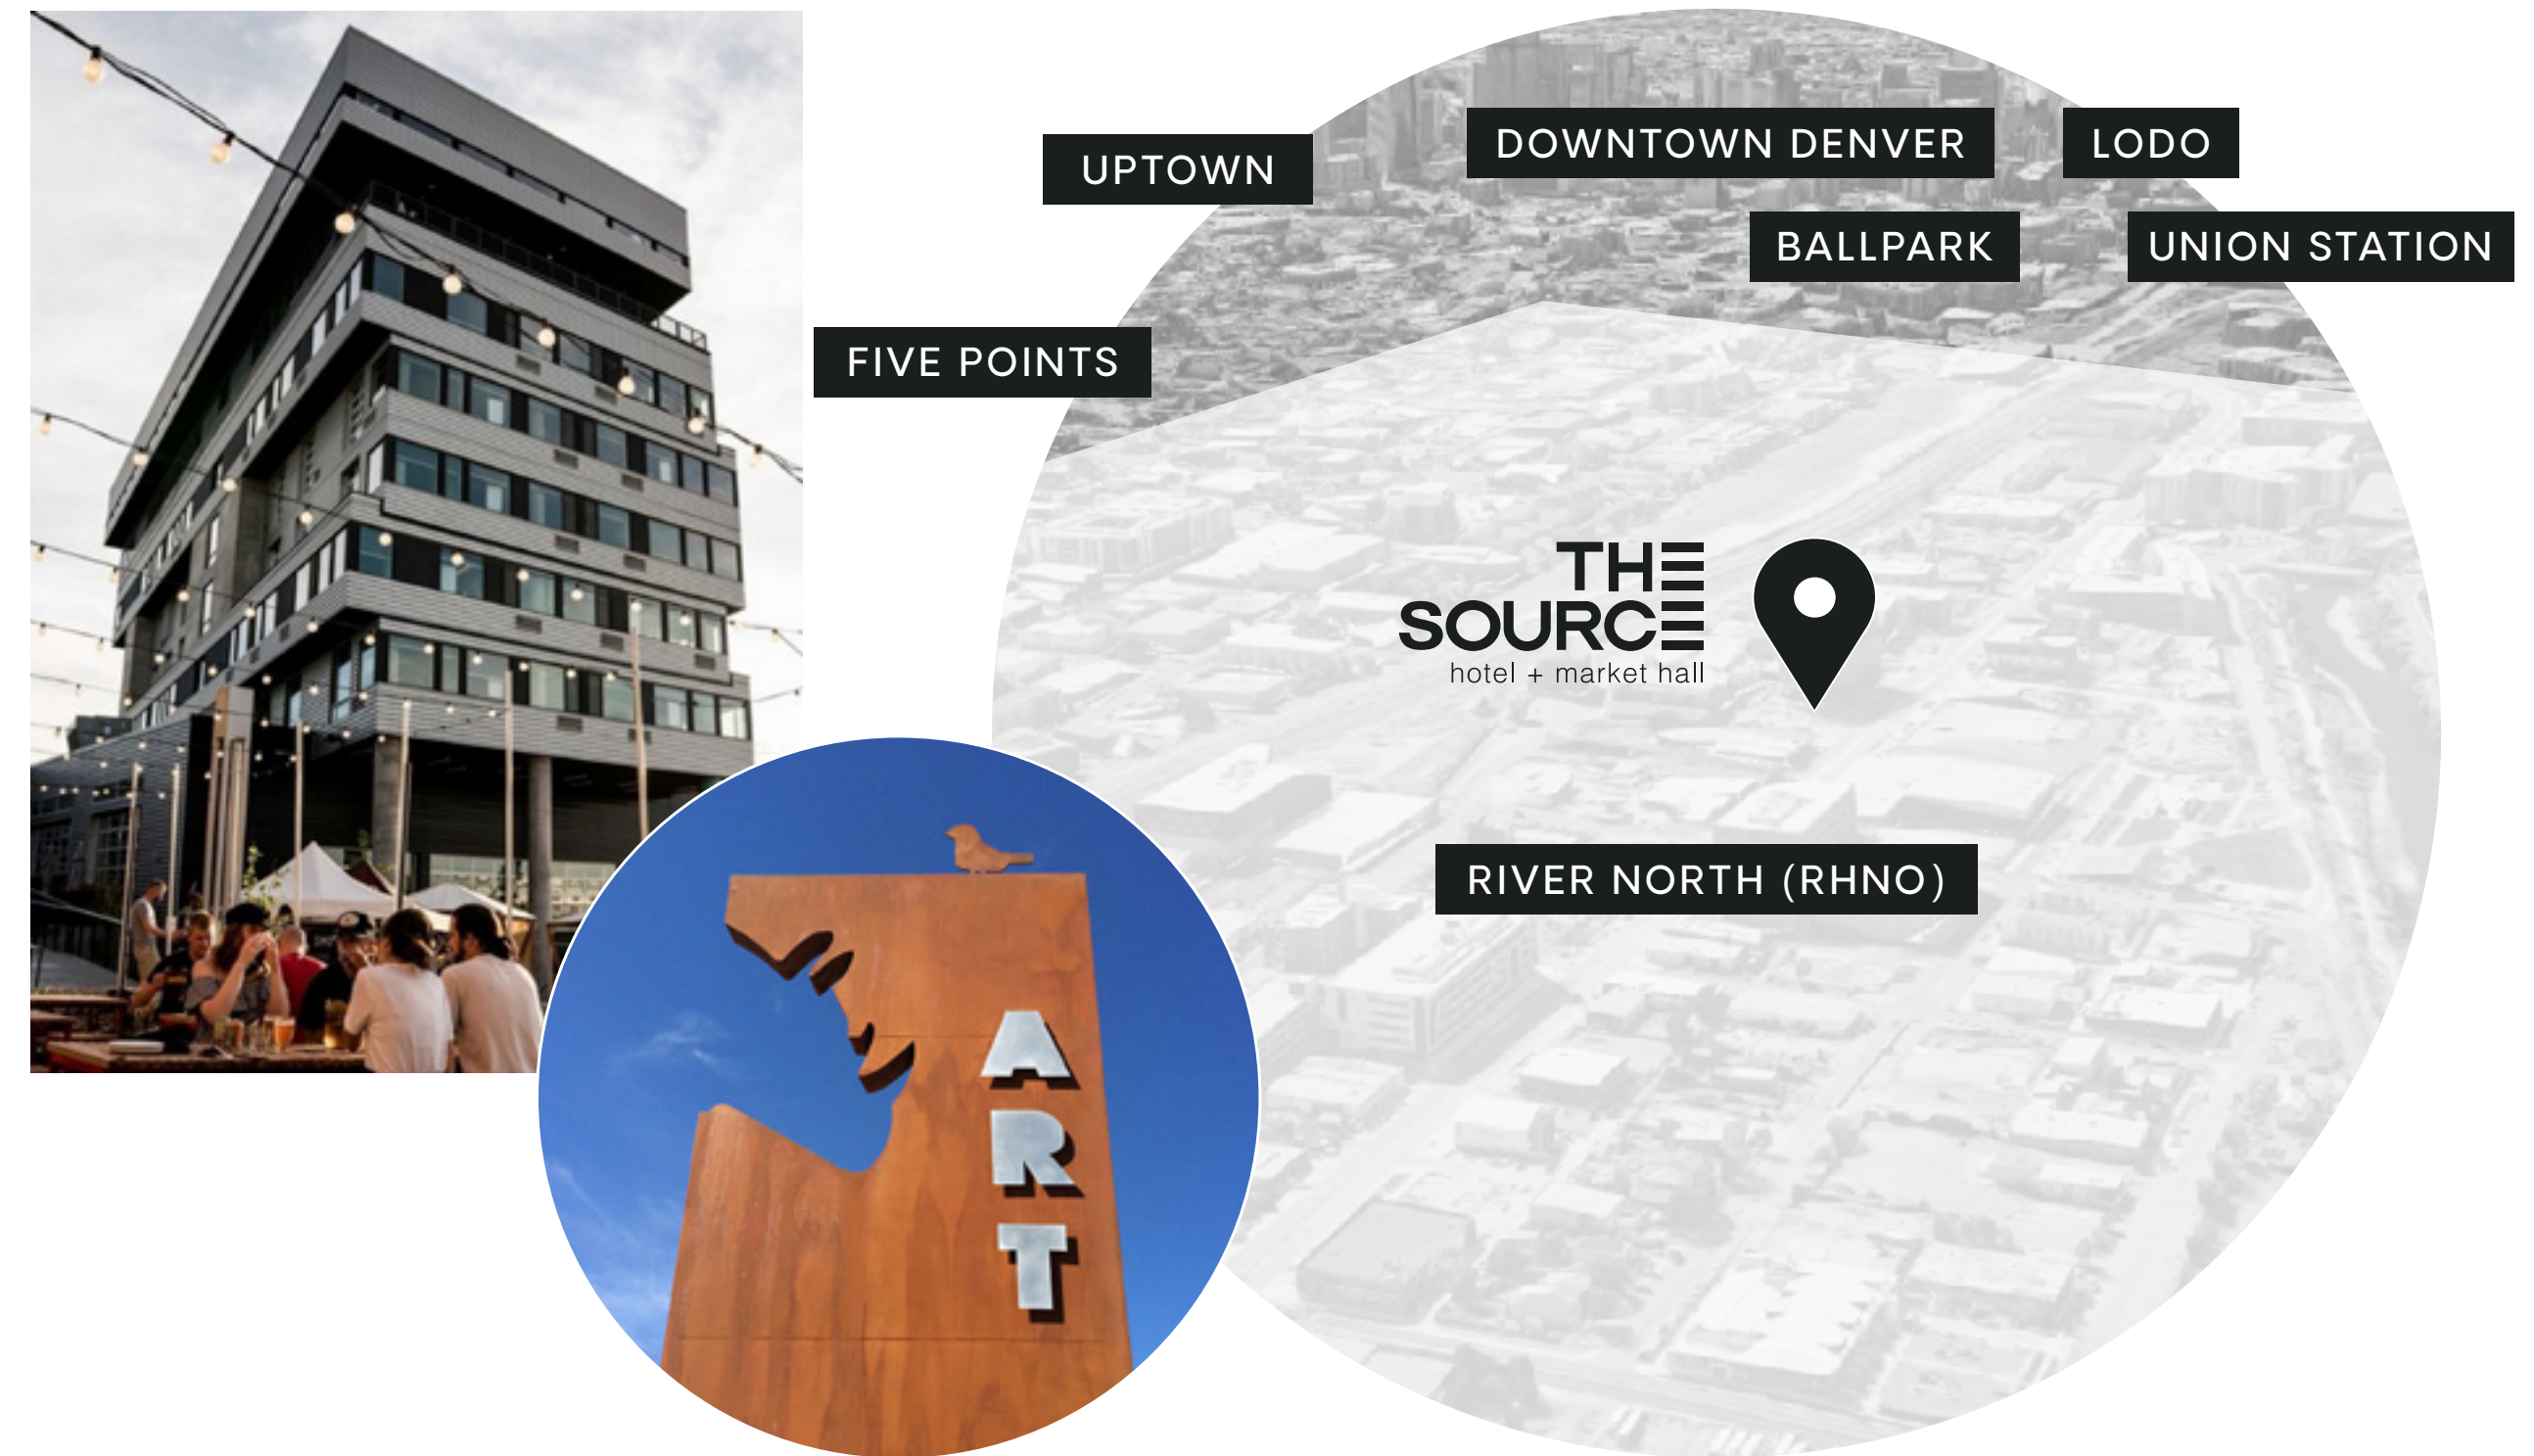 UPTOWN
DOWNTOWN DENVER
LODO
BALLPARK
UNION STATION
FIVE POINTS
THE
SOURCE
hotel + market hall
RIVER NORTH (RHNO)
A
R
T